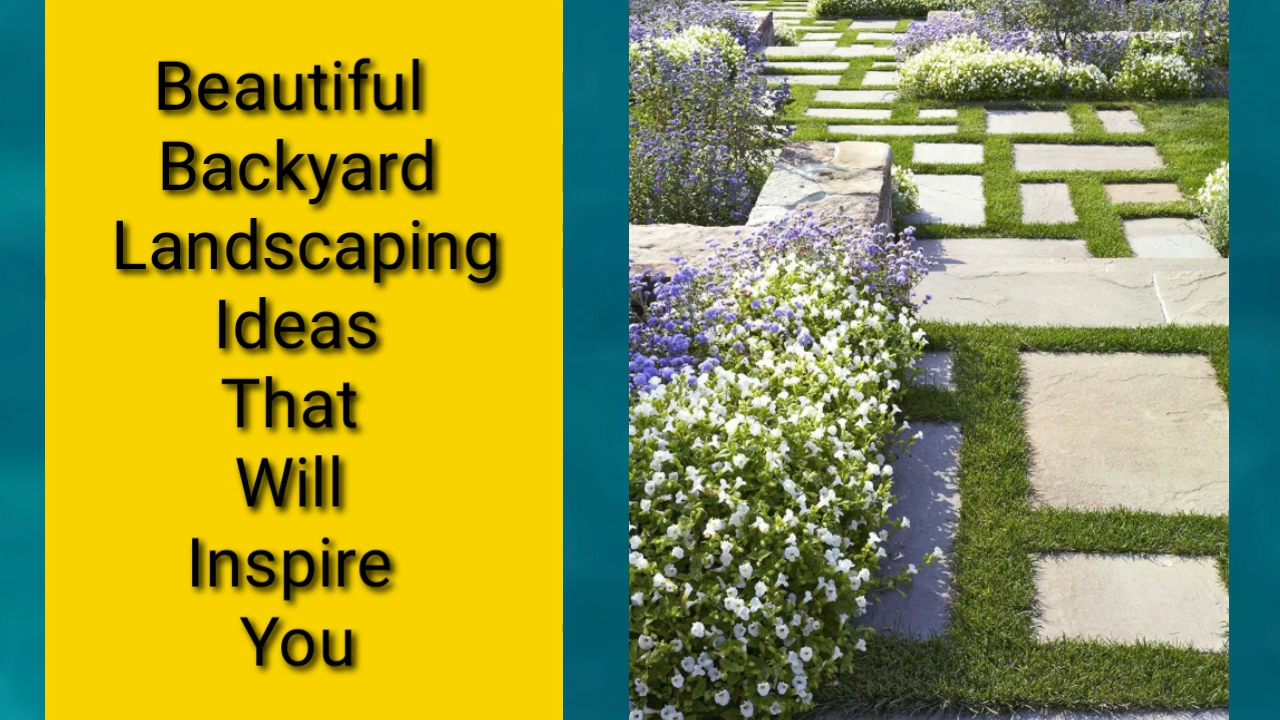 Beautiful
Backyard
Landscaping
Ideas
That
Will
Inspire
You